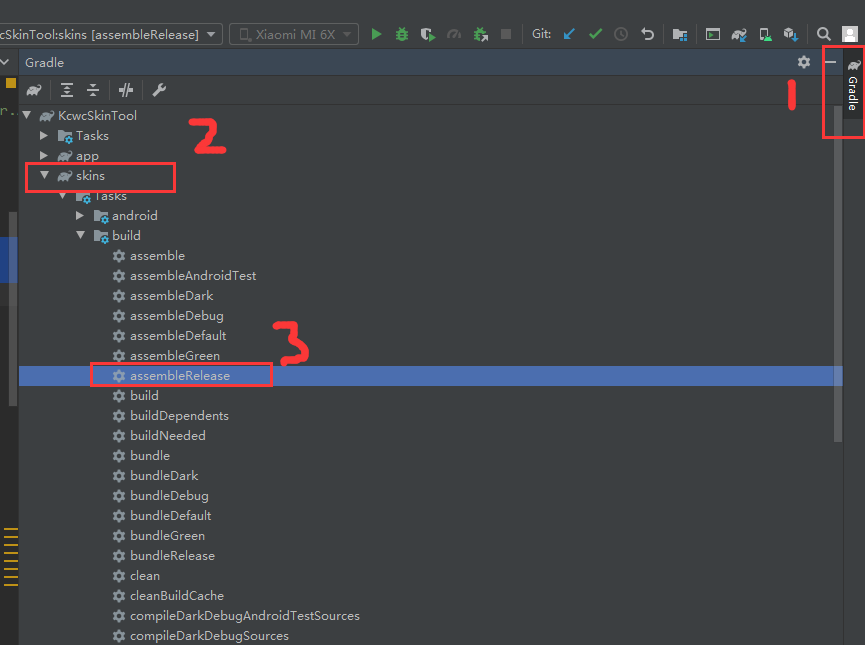 cSkinTool:skins [assembleRelease]
Xiaomi MI 6X
Git:
Gradle
1
Gradle
r..
KcwcSkinTool
2
Tasks
app
skins
Tasks
android
build
assemble
assembleAndroidTest
assembleDark
assembleDebug
assembleDefault
3
assembleGreen
assembleRelease
build
buildDependents
buildNeeded
bundle
bundleDark
bundleDebug
bundleDefault
bundleGreen
bundleRelease
clean
cleanBuildCache
compileDarkDebugAndroidTestSources
compileDarkDebugSources